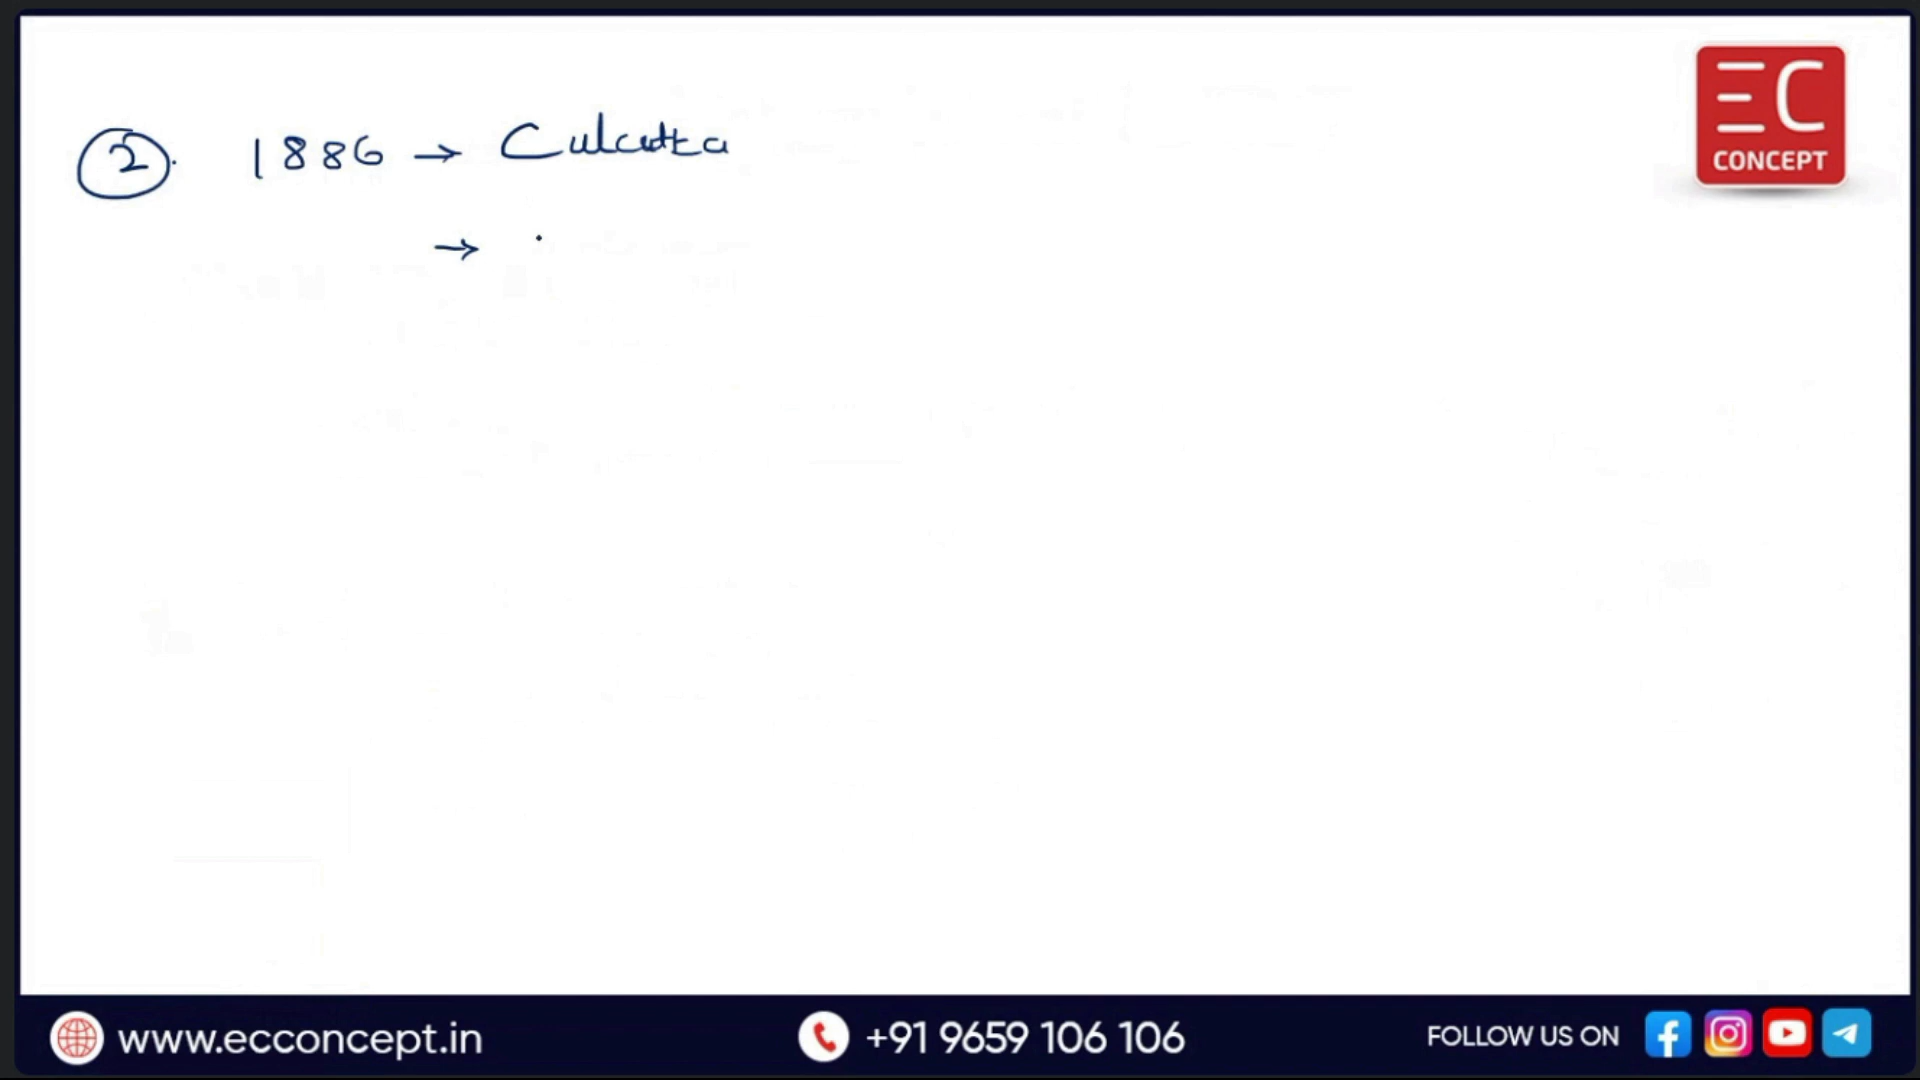 EC
CONCEPT
2. 1886 → Culcutta
→
www.ecconcept.in
+91 9659 106 106
FOLLOW US ON